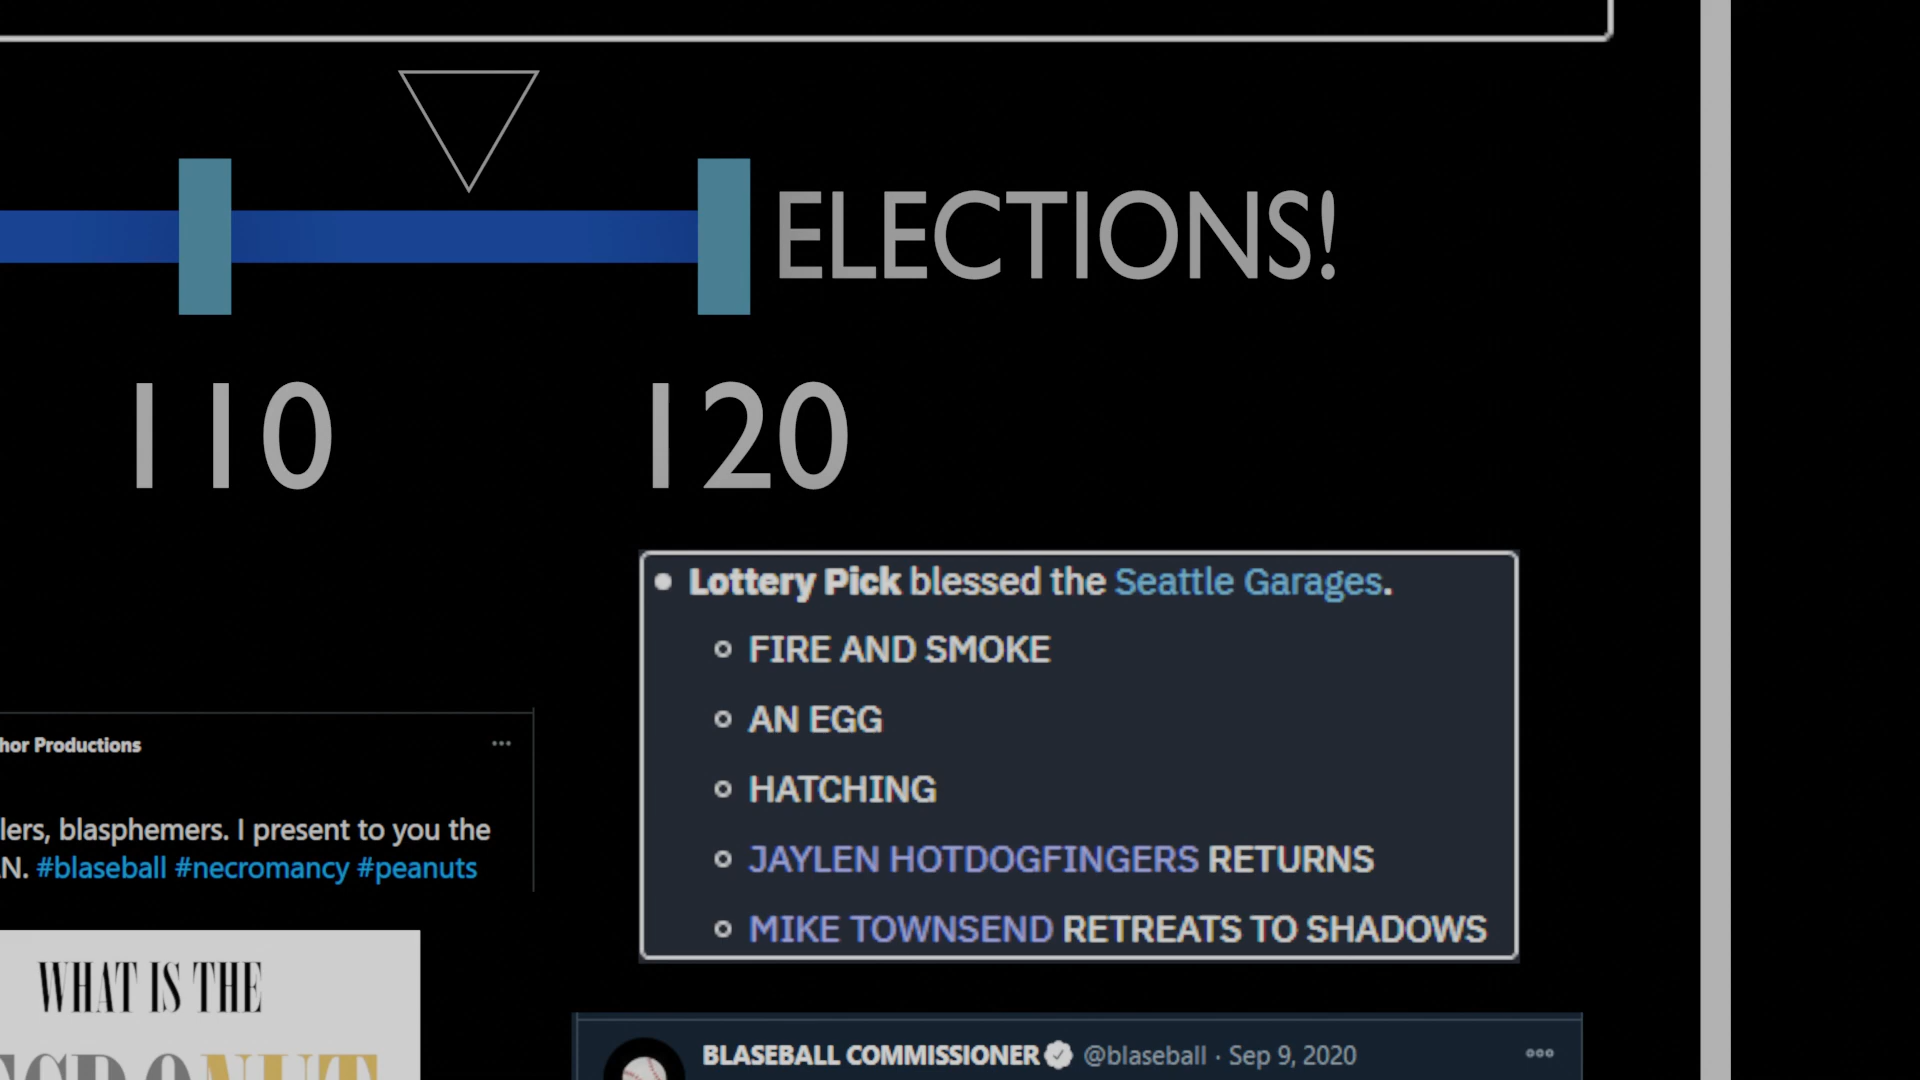 ELECTIONS!
110
120
Lottery Pick blessed the Seattle Garages.
FIRE AND SMOKE
AN EGG
HATCHING
JAYLEN HOTDOGFINGERS RETURNS
MIKE TOWNSEND RETREATS TO SHADOWS
hor Productions
lers, blasphemers. I present to you the
N. #blaseball #necromancy #peanuts
WHAT IS THE
NUT
BLASEBALL COMMISSIONER @blaseball · Sep 9, 2020